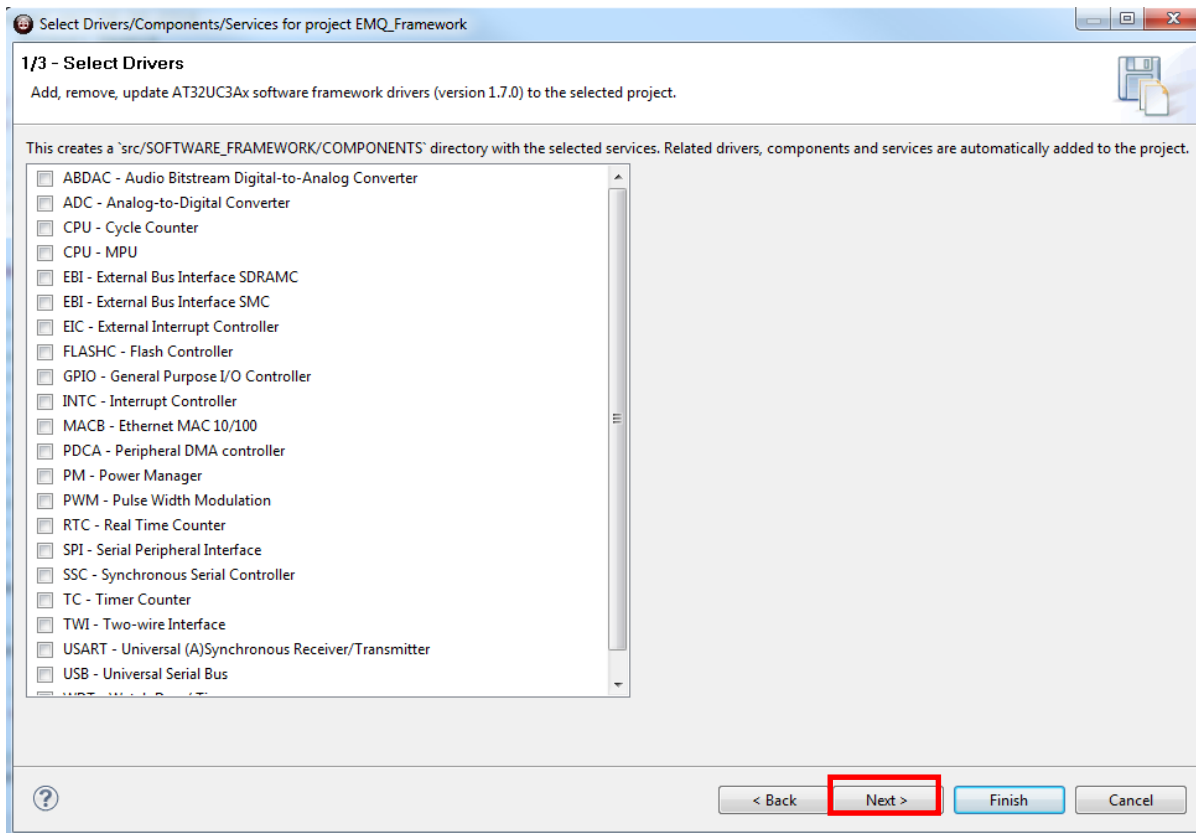 Select Drivers/Components/Services for project EMQ_Framework
1/3 - Select Drivers
Add, remove, update AT32UC3Ax software framework drivers (version 1.7.0) to the selected project.
This creates a `src/SOFTWARE_FRAMEWORK/COMPONENTS` directory with the selected services. Related drivers, components and services are automatically added to the project.
ABDAC - Audio Bitstream Digital-to-Analog Converter
ADC - Analog-to-Digital Converter
CPU - Cycle Counter
CPU - MPU
EBI - External Bus Interface SDRAMC
EBI - External Bus Interface SMC
EIC - External Interrupt Controller
FLASHC - Flash Controller
GPIO - General Purpose I/O Controller
INTC - Interrupt Controller
MACB - Ethernet MAC 10/100
PDCA - Peripheral DMA controller
PM - Power Manager
PWM - Pulse Width Modulation
RTC - Real Time Counter
SPI - Serial Peripheral Interface
SSC - Synchronous Serial Controller
TC - Timer Counter
TWI - Two-wire Interface
USART - Universal (A)Synchronous Receiver/Transmitter
USB - Universal Serial Bus
? < Back Next > Finish Cancel